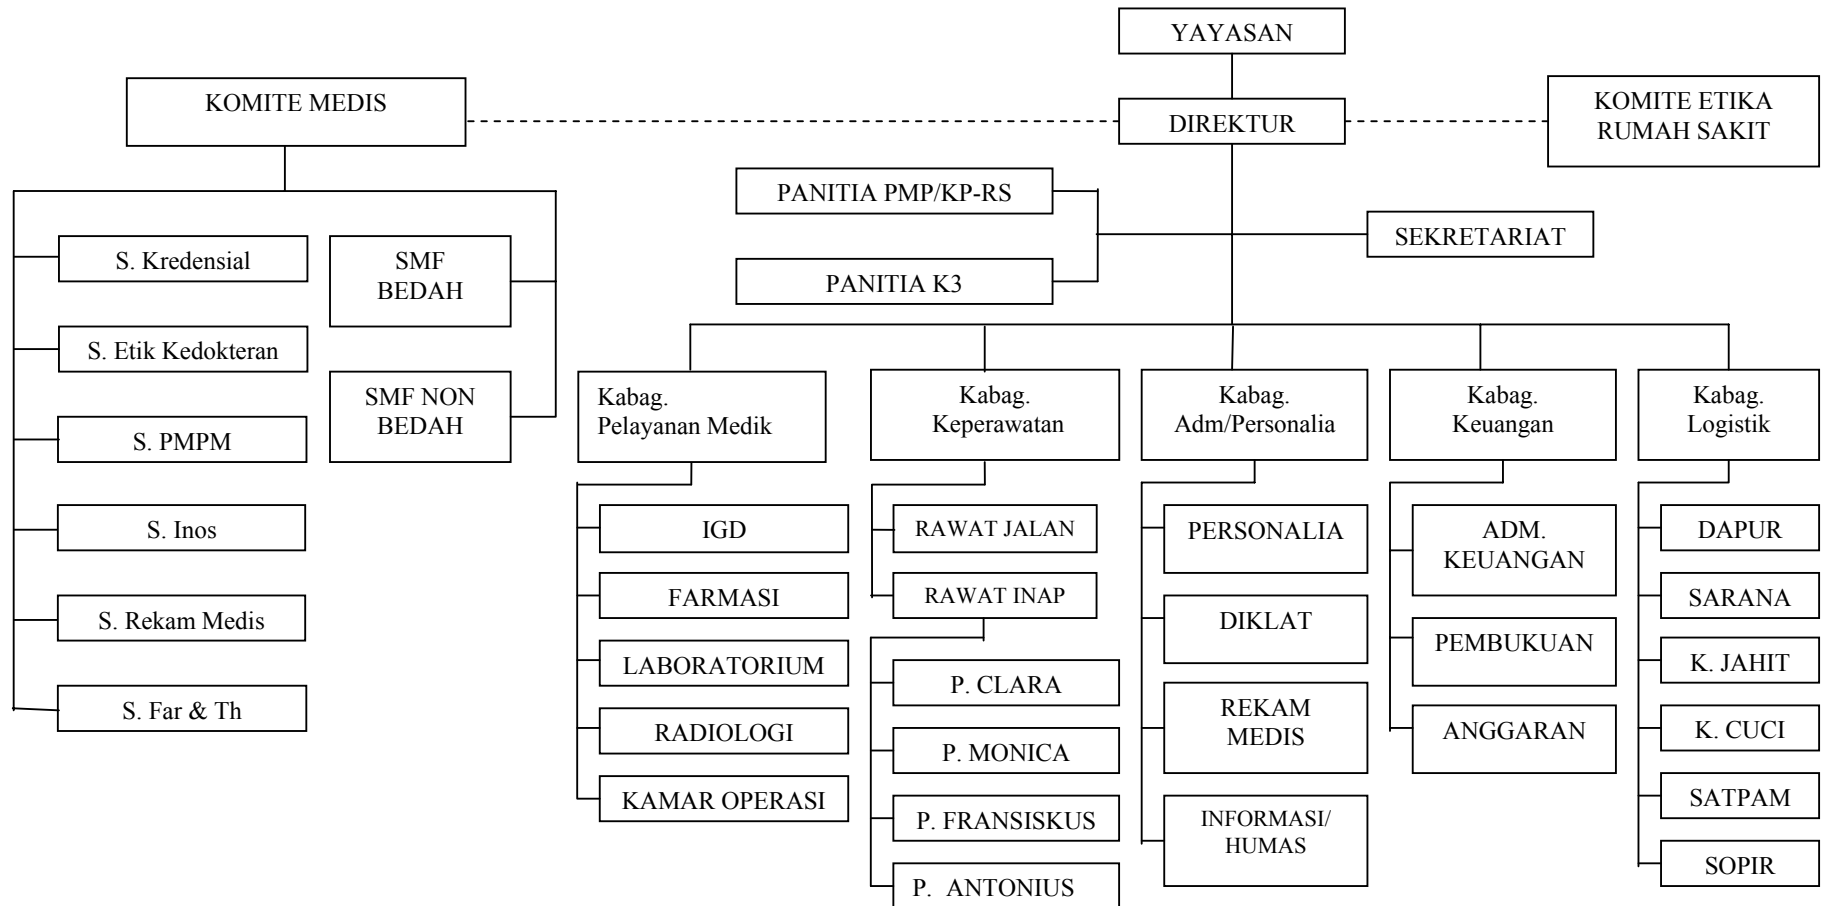 YAYASAN
KOMITE MEDIS
DIREKTUR
KOMITE ETIKA
RUMAH SAKIT
PANITIA PMP/KP-RS
SEKRETARIAT
PANITIA K3
S. Kredensial
S. Etik Kedokteran
S. PMPM
S. Inos
S. Rekam Medis
S. Far & Th
SMF
BEDAH
SMF NON
BEDAH
Kabag.
Pelayanan Medik
IGD
FARMASI
LABORATORIUM
RADIOLOGI
KAMAR OPERASI
Kabag.
Keperawatan
RAWAT JALAN
RAWAT INAP
P. CLARA
P. MONICA
P. FRANSISKUS
P. ANTONIUS
Kabag.
Adm/Personalia
PERSONALIA
DIKLAT
REKAM
MEDIS
INFORMASI/
HUMAS
Kabag.
Keuangan
ADM.
KEUANGAN
PEMBUKUAN
ANGGARAN
Kabag.
Logistik
DAPUR
SARANA
K. JAHIT
K. CUCI
SATPAM
SOPIR